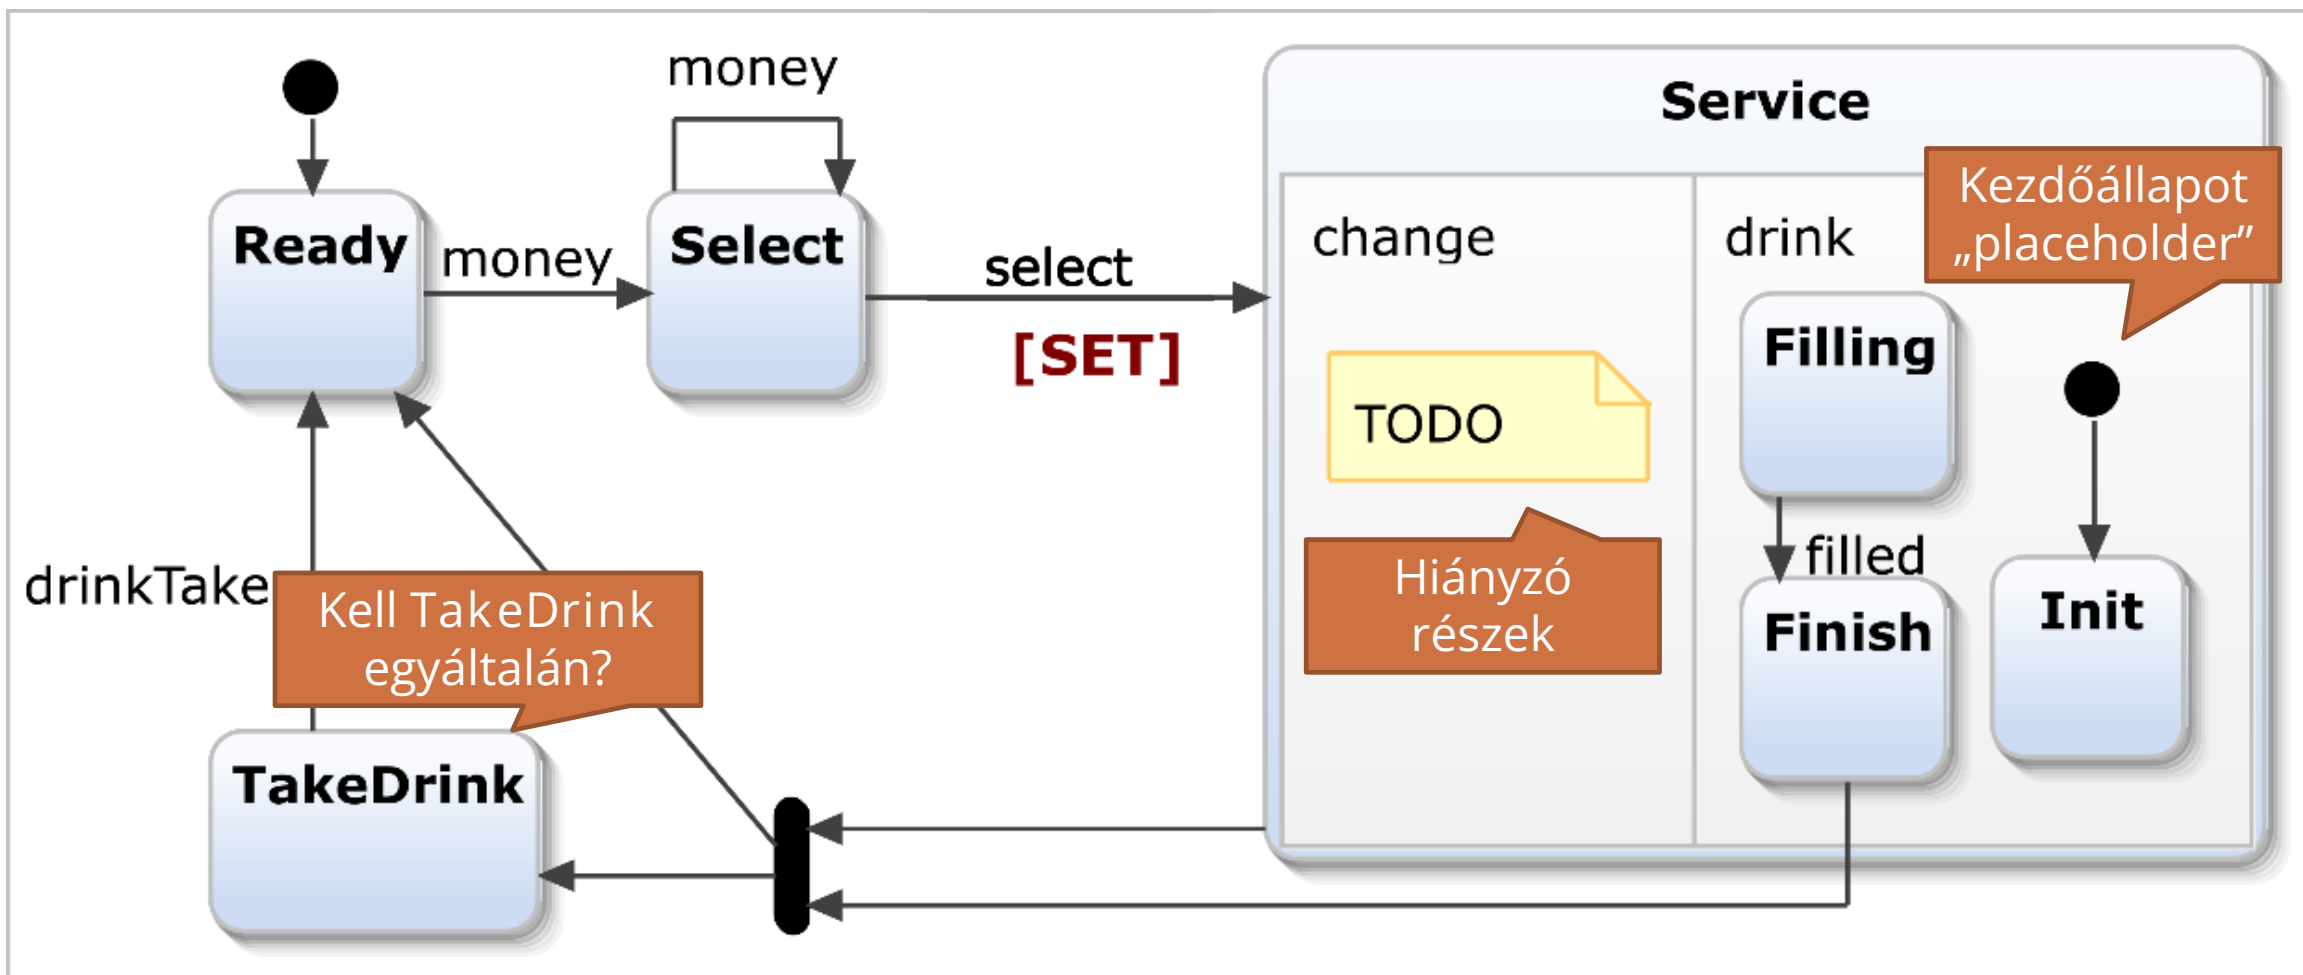 money
Service
Kezdőállapot
„placeholder”
Ready
money
Select
select
[SET]
change
drink
Filling
TODO
filled
Hiányzó
részek
Finish
Init
drinkTake
Kell TakeDrink
egyáltalán?
TakeDrink